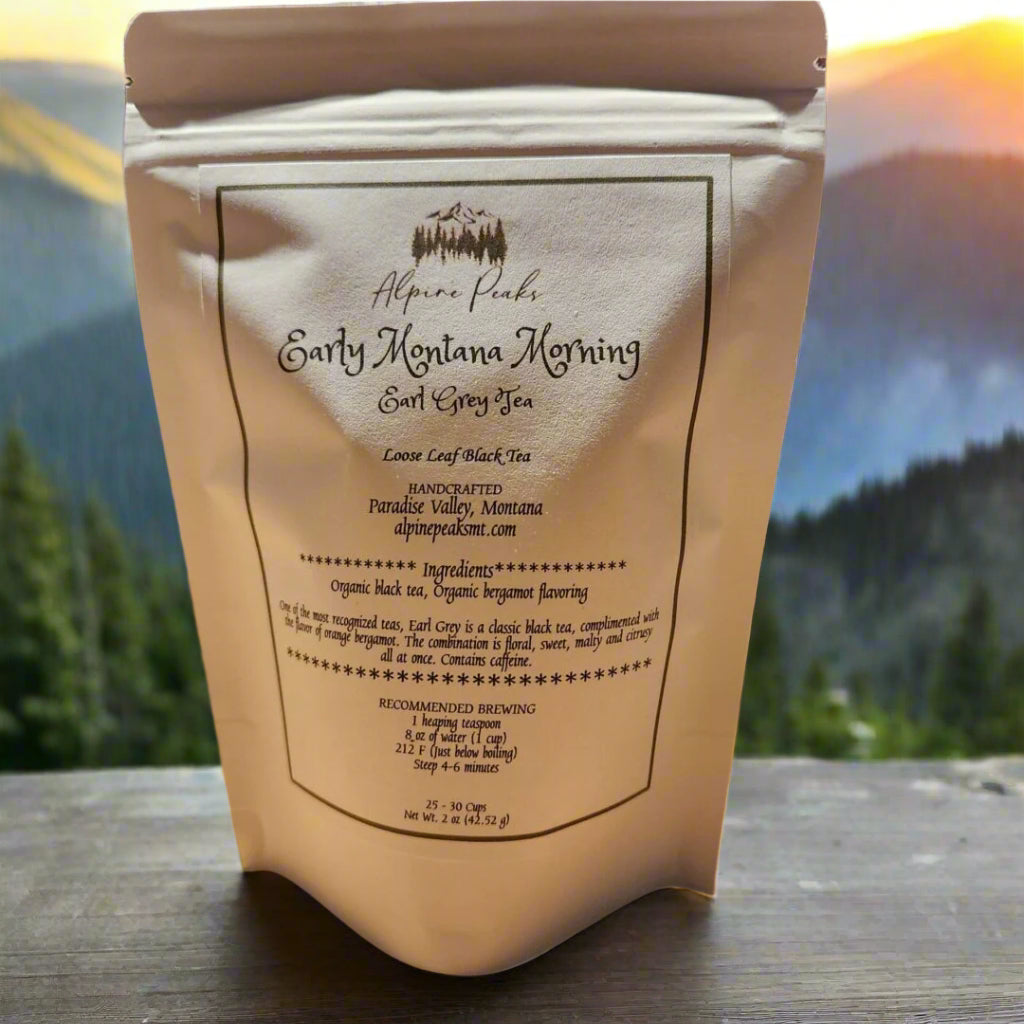 Alpine Peaks
Early Montana Morning
Earl Grey Tea
Loose Leaf Black Tea
HANDCRAFTED
Paradise Valley, Montana
alpinepeaksmt.com
*********** Ingredients************
Organic black tea, Organic bergamot flavoring
One of the most recognized teas, Earl Grey is a classic black tea, complimented with
the flavor of orange bergamot. The combination is floral, sweet, malty and citrusy
all at once. Contains caffeine.
*************************
RECOMMENDED BREWING
1 heaping teaspoon
8 oz of water (1 cup)
212 F (Just below boiling)
Steep 4-6 minutes
25 - 30 Cups
Net Wt. 2 oz (42.52 g)